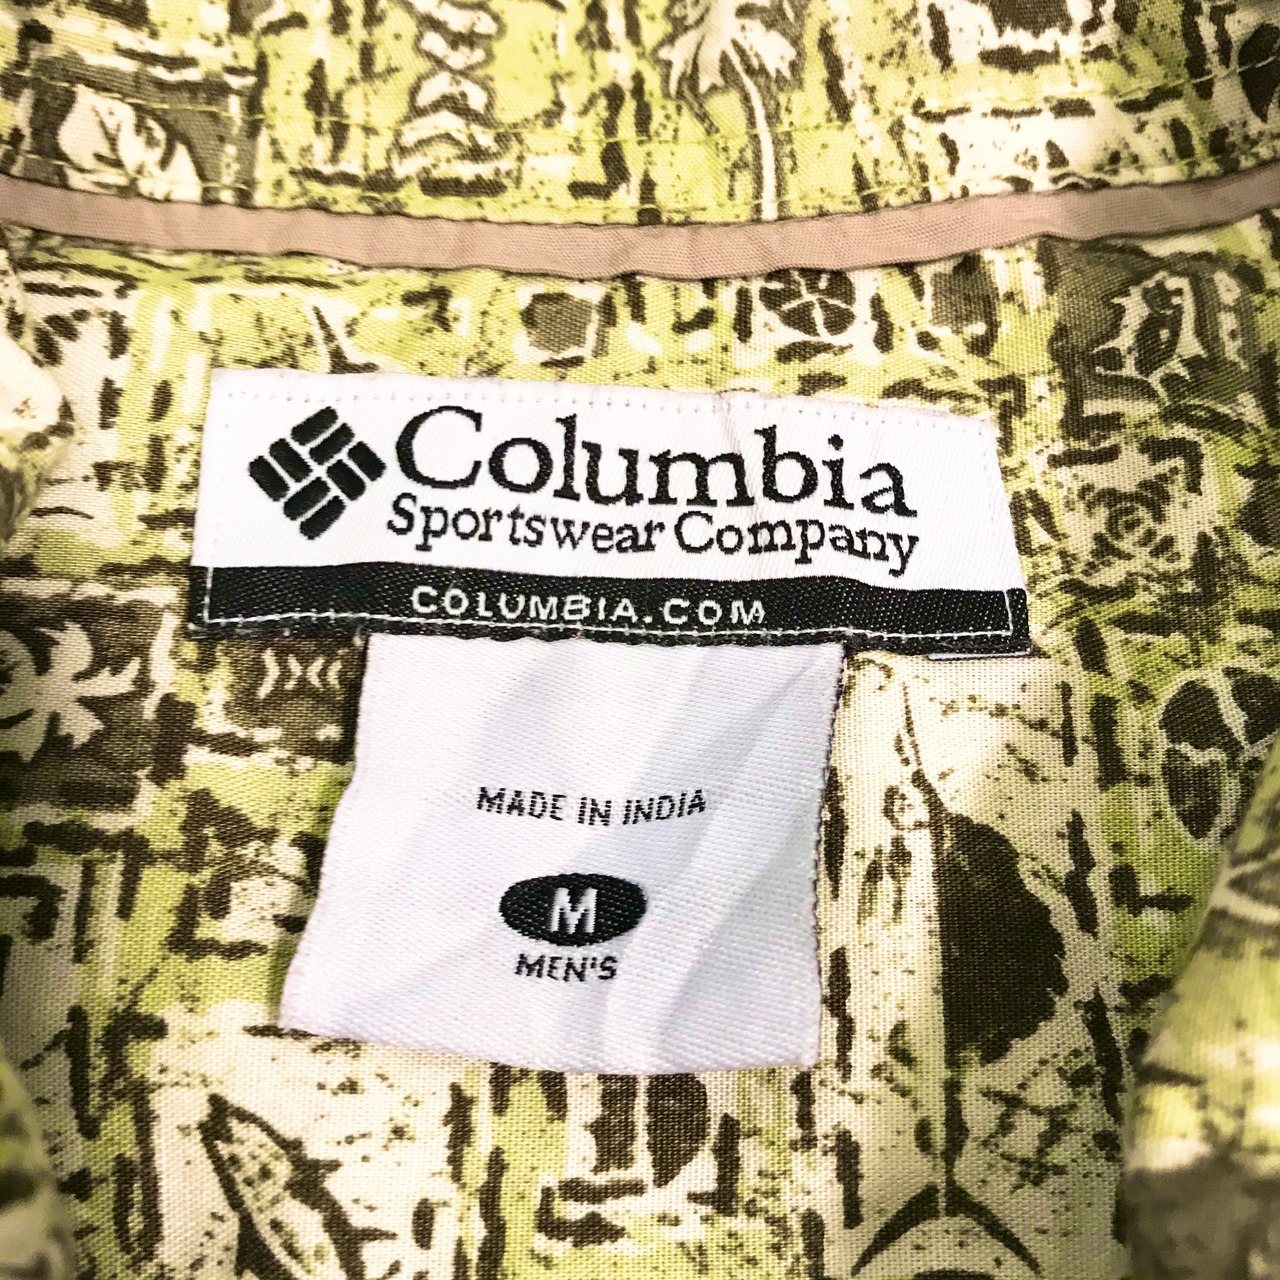 Columbia
Sportswear Company
COLUMBIA.COM
MADE IN INDIA
M
MEN'S